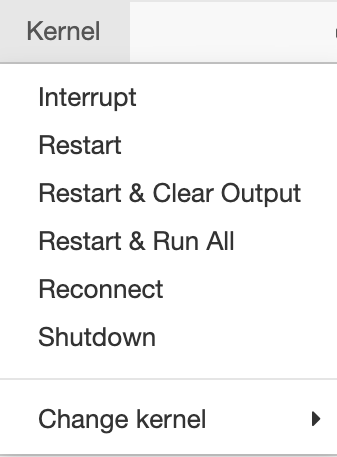 Kernel
Interrupt
Restart
Restart & Clear Output
Restart & Run All
Reconnect
Shutdown
Change kernel